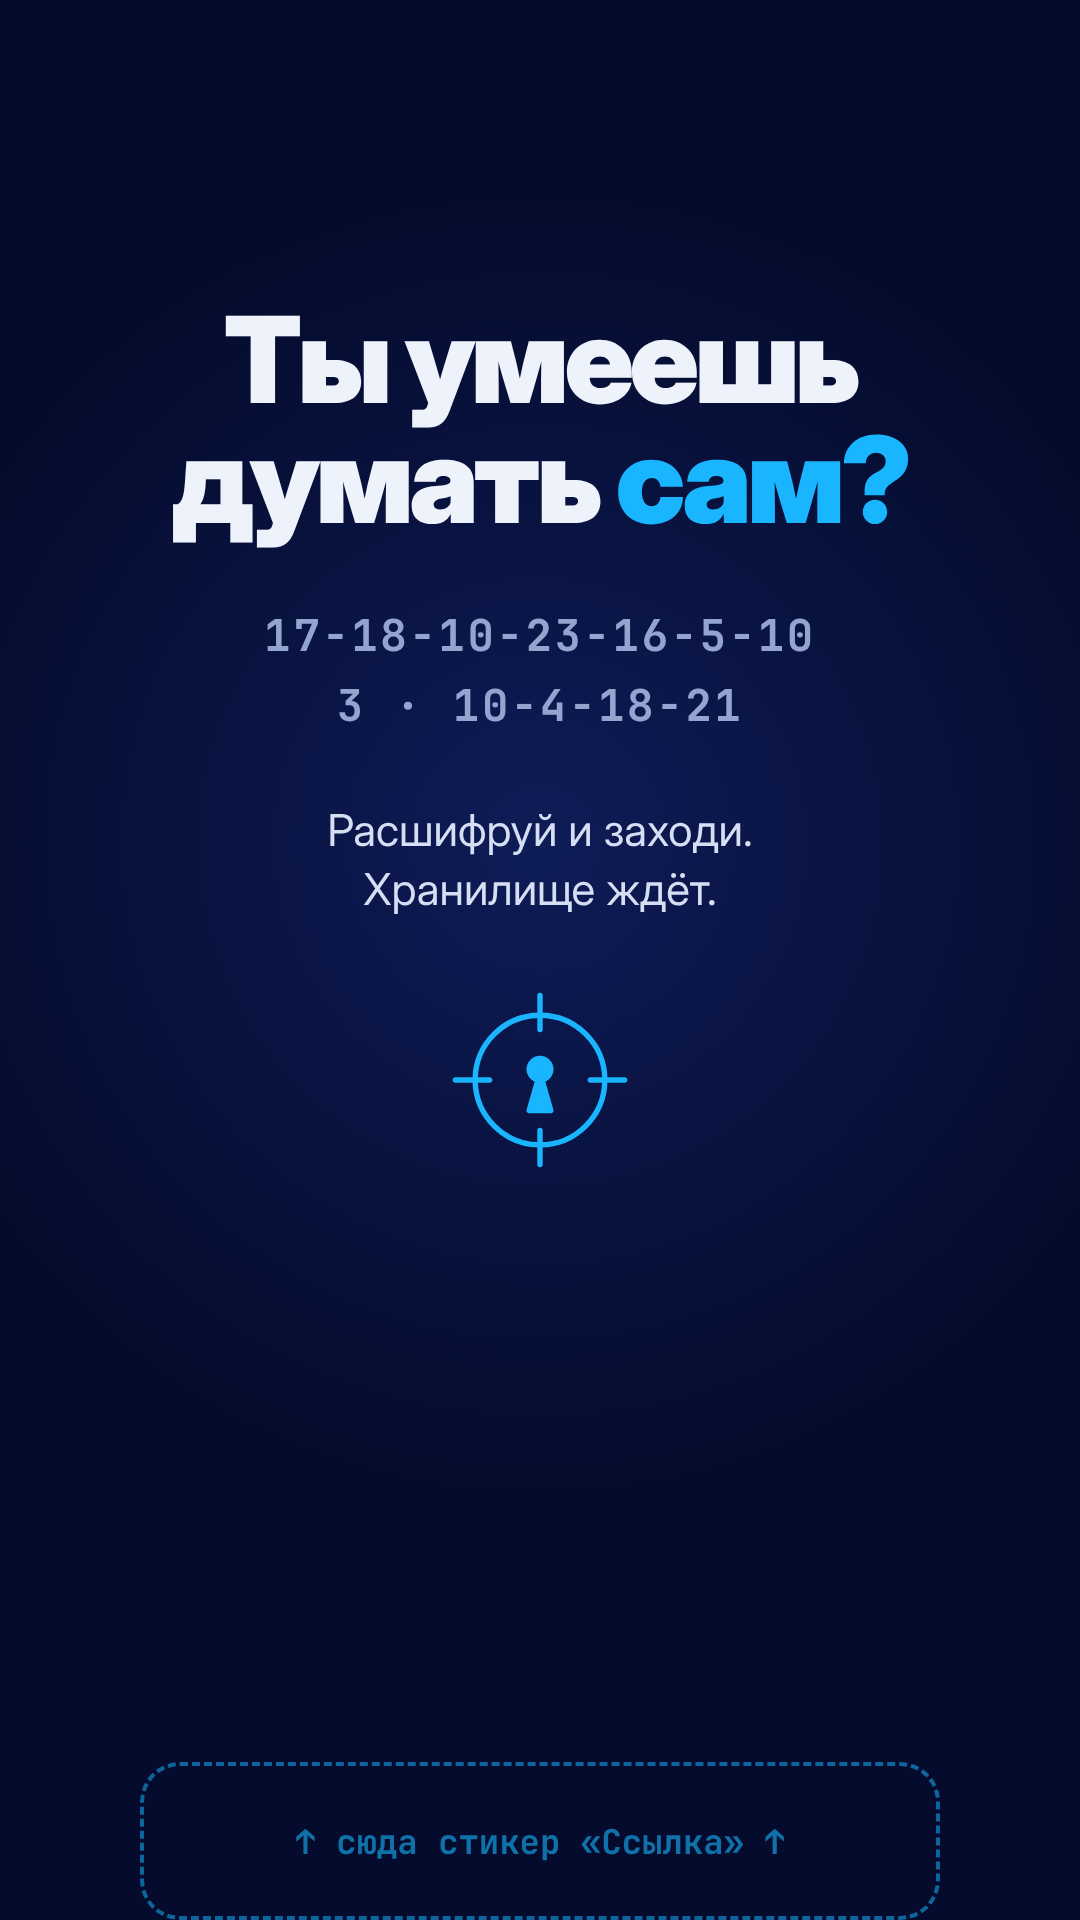 Ты умеешь
думать сам?
17-18-10-23-16-5-10
3 · 10-4-18-21
Расшифруй и заходи.
Хранилище ждёт.
↑ сюда стикер «Ссылка» ↑